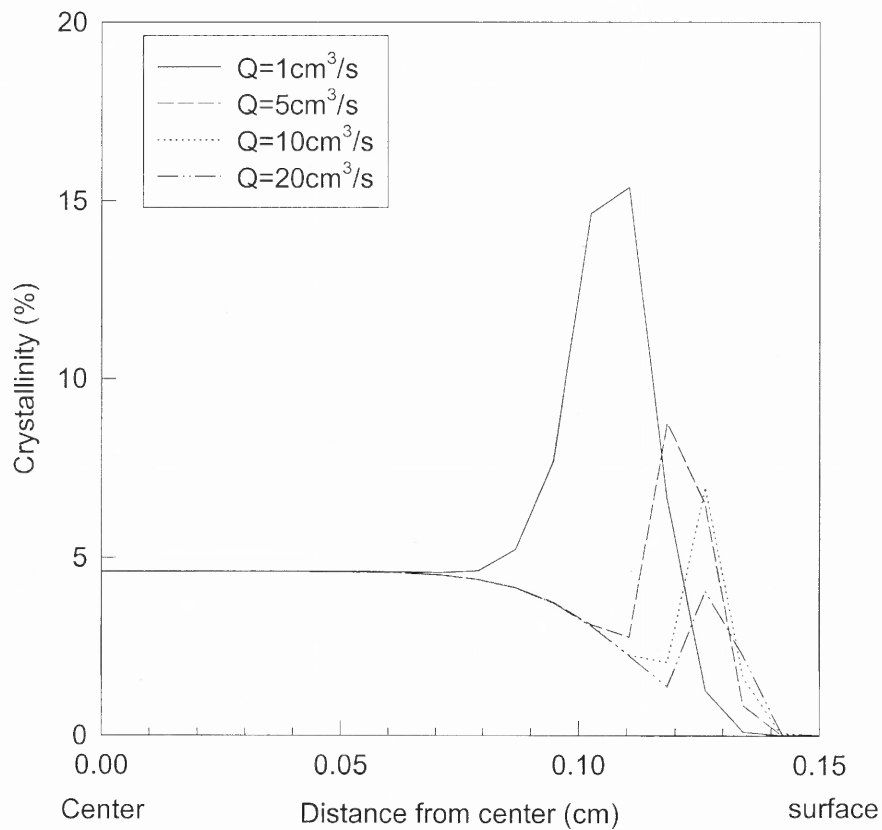 20
15
10
5
0
Crystallinity (%)
Q=1cm³/s
Q=5cm³/s
Q=10cm³/s
Q=20cm³/s
0.00 0.05 0.10 0.15
Center Distance from center (cm) surface